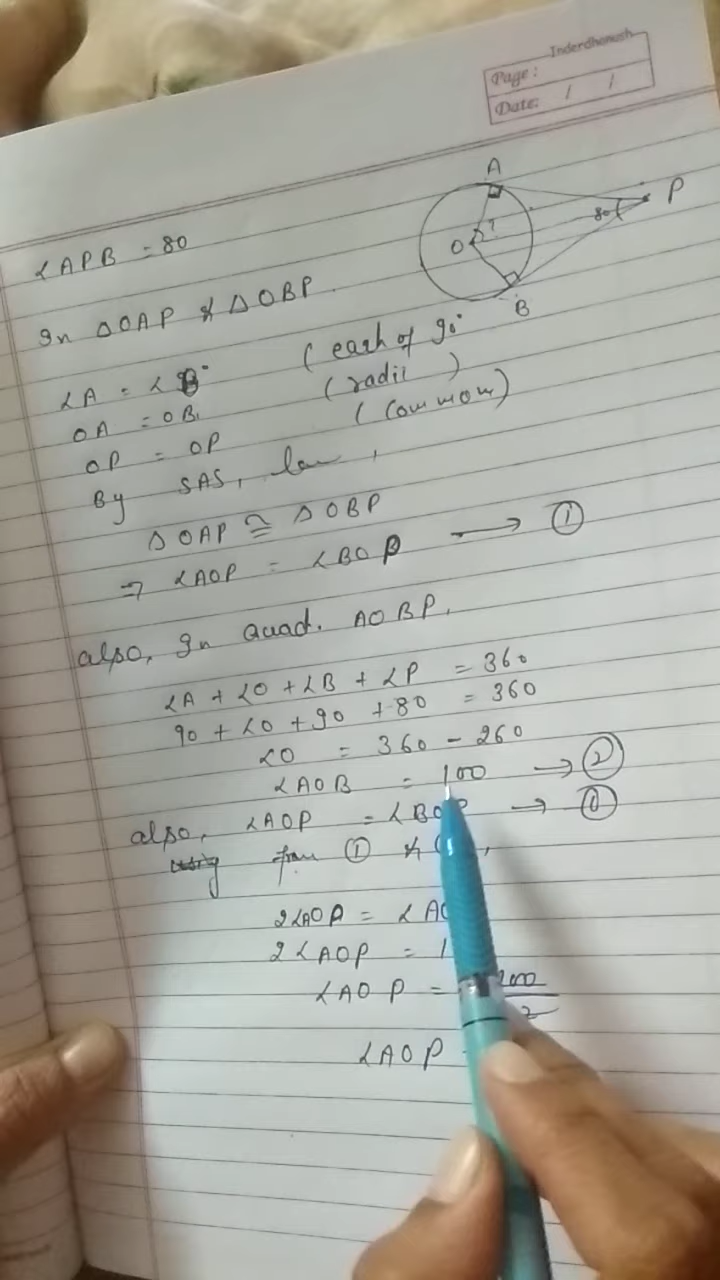 Inderdhanush
Page:
Date: / /
A
O ?
80
P
B
∠APB = 80
In △OAP & △OBP.
∠A = ∠B (each of 90°
OA = OB (radii)
OP = OP (common)
By SAS, law,
△OAP ≅ △OBP
⇒ ∠AOP = ∠BOP → ①
also, In Quad. AOBP,
∠A + ∠O + ∠B + ∠P = 360
90 + ∠O + 90 + 80 = 360
∠O = 360 - 260
∠AOB = 100 → ②
also, ∠AOP = ∠BOP → ①
from ① &
2∠AOP =
2∠AOP = 1
∠AOP =
2
∠AOP